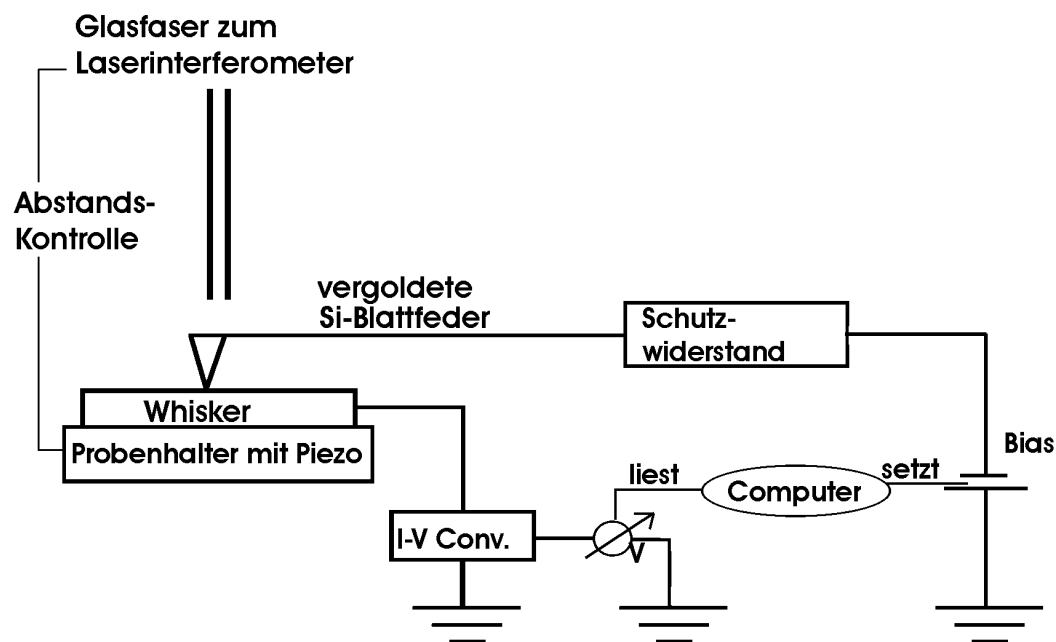 Glasfaser zum
Laserinterferometer
Abstands-
Kontrolle
vergoldete
Si-Blattfeder
Schutz-
widerstand
Whisker
Probenhalter mit Piezo
Bias
liest
Computer
setzt
I-V Conv.
V